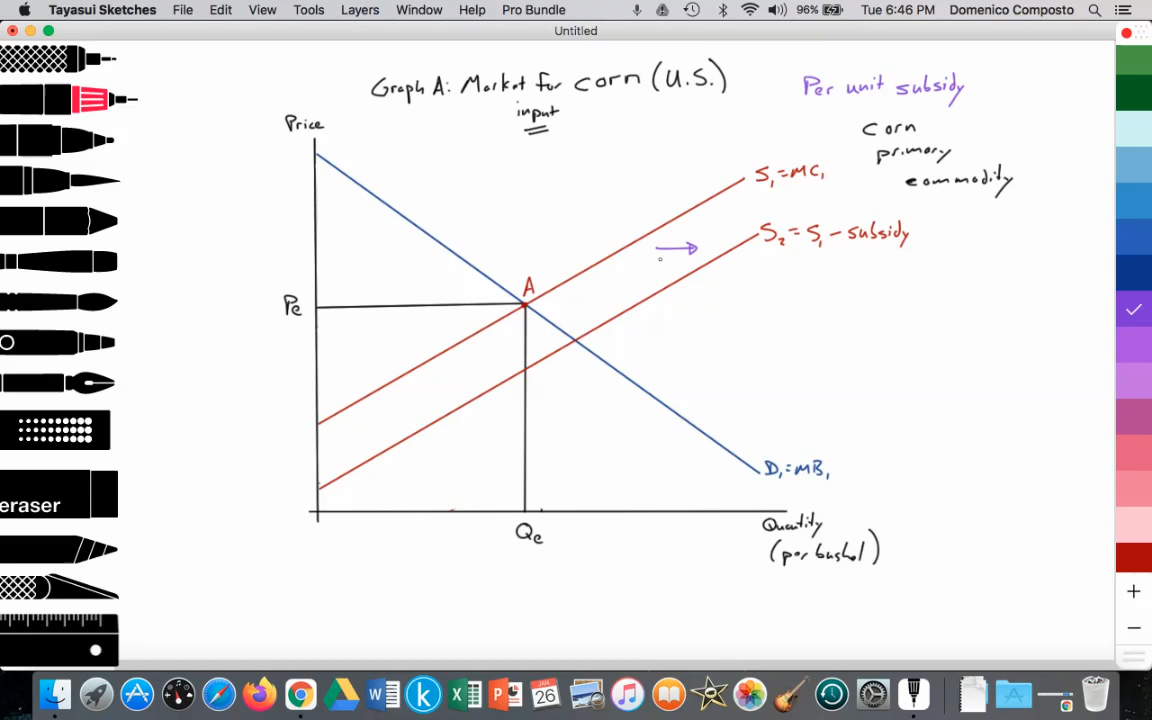 Tayasui Sketches File Edit View Tools Layers Window Help Pro Bundle 96% Tue 6:46 PM Domenico Composto
Untitled
Graph A: Market for corn (U.S.)
input
Per unit subsidy
corn
primary
commodity
Price
S₁=MC₁
S₂ = S₁ - subsidy
A
Pe
D₁=MB₁
Qe
Quantity
(per bushel)
eraser
JAN
26